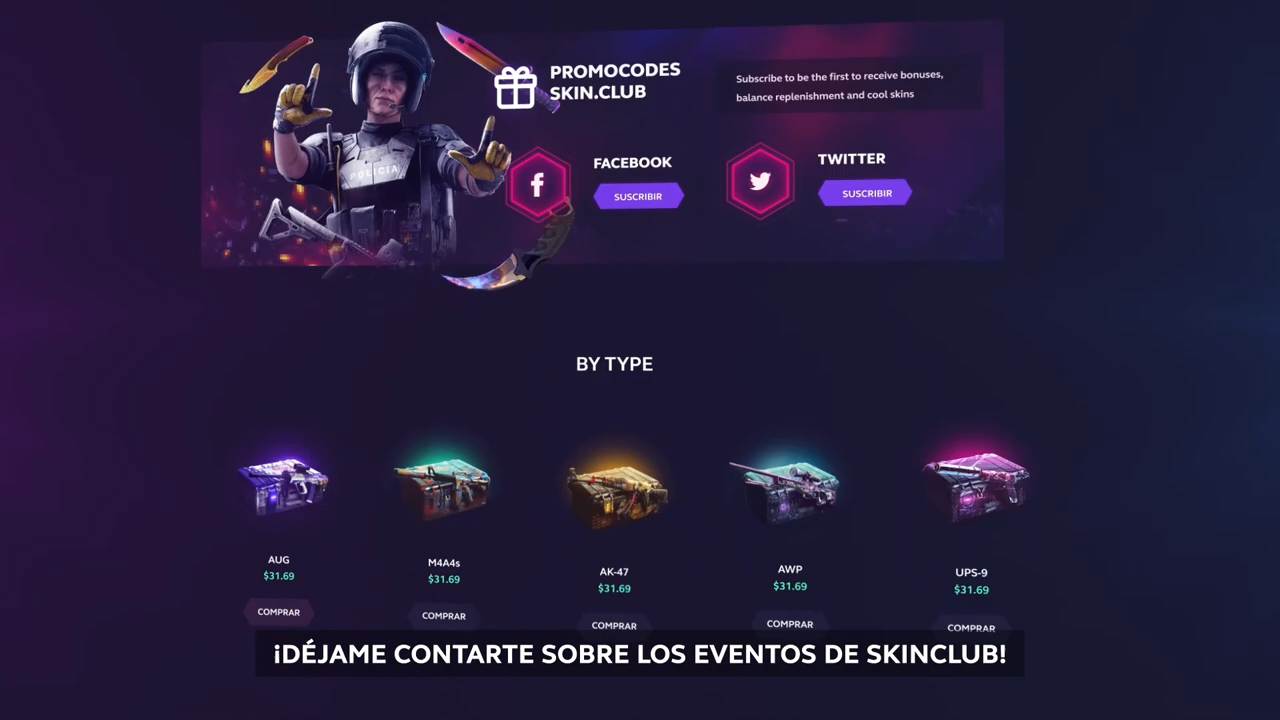 PROMOCODES
SKIN.CLUB
Subscribe to be the first to receive bonuses,
balance replenishment and cool skins
POLICIA
FACEBOOK
SUSCRIBIR
TWITTER
SUSCRIBIR
BY TYPE
AUG
$31.69
COMPRAR
M4A4s
$31.69
COMPRAR
AK-47
$31.69
COMPRAR
AWP
$31.69
COMPRAR
UPS-9
$31.69
COMPRAR
¡DÉJAME CONTARTE SOBRE LOS EVENTOS DE SKINCLUB!